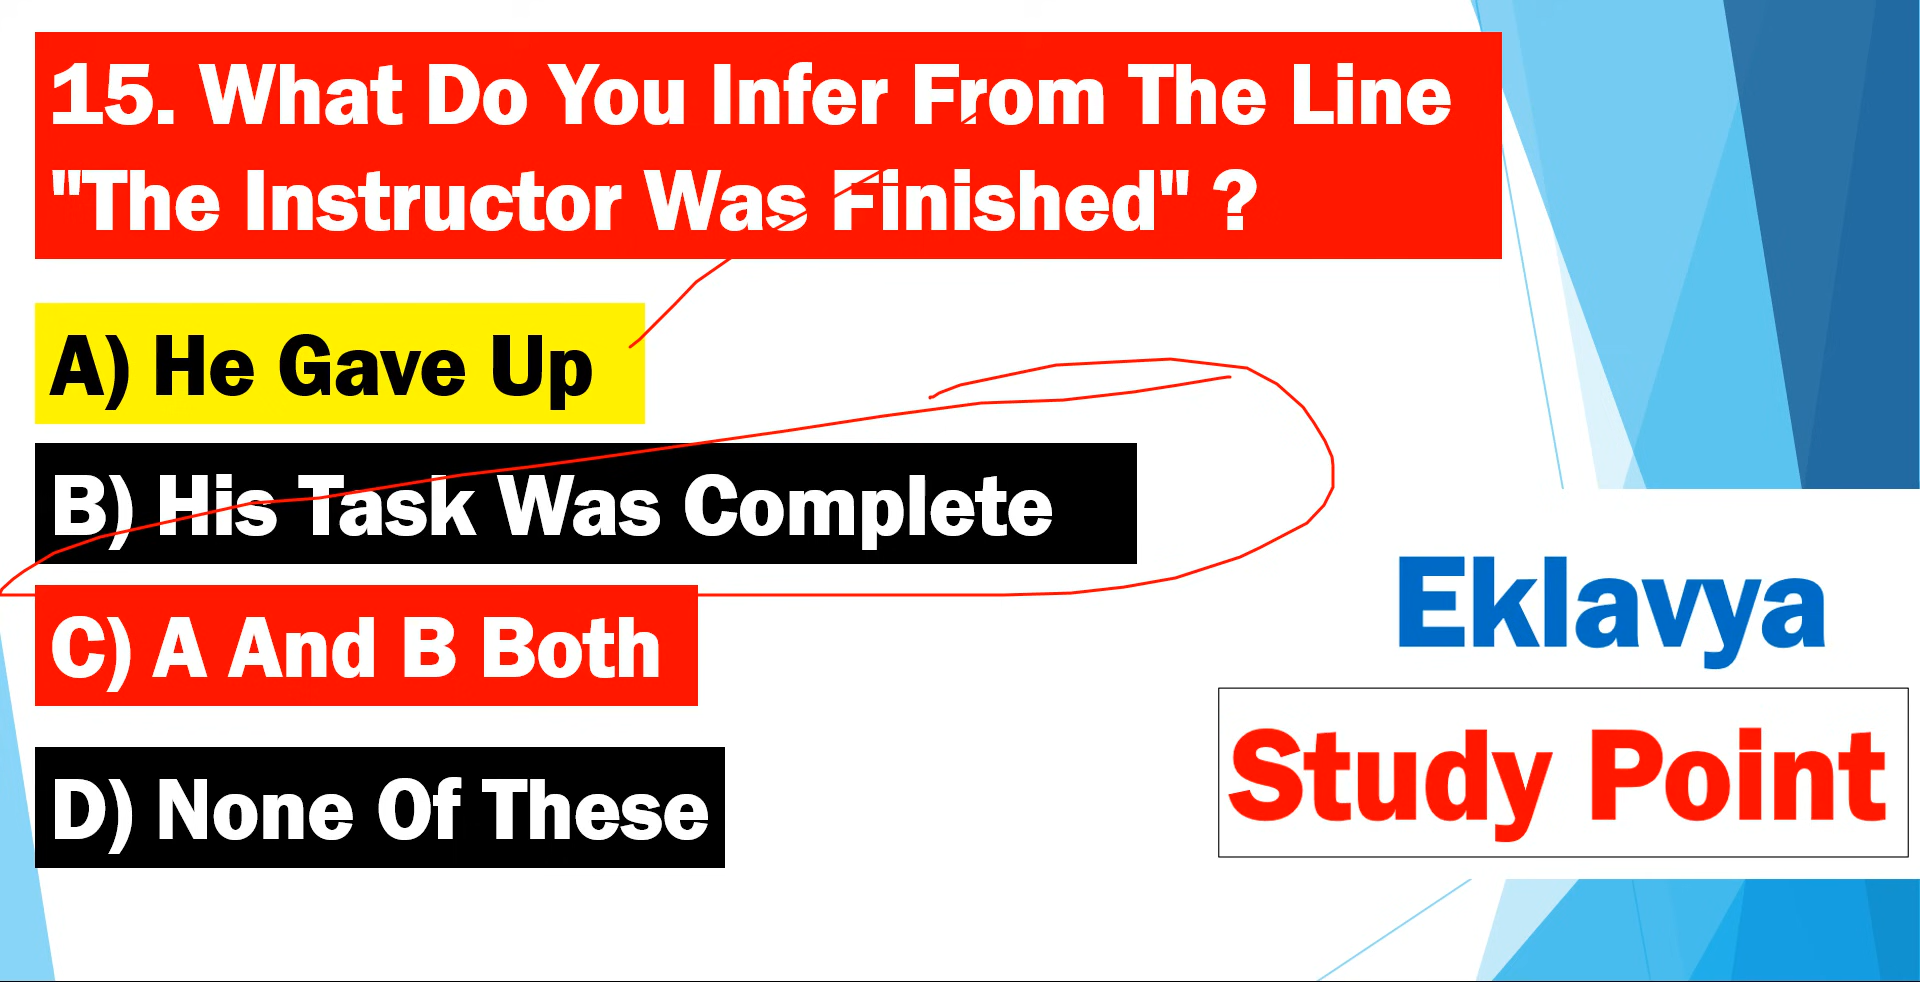 15. What Do You Infer From The Line
"The Instructor Was Finished" ?
A) He Gave Up
B) His Task Was Complete
C) A And B Both
D) None Of These
Eklavya
Study Point